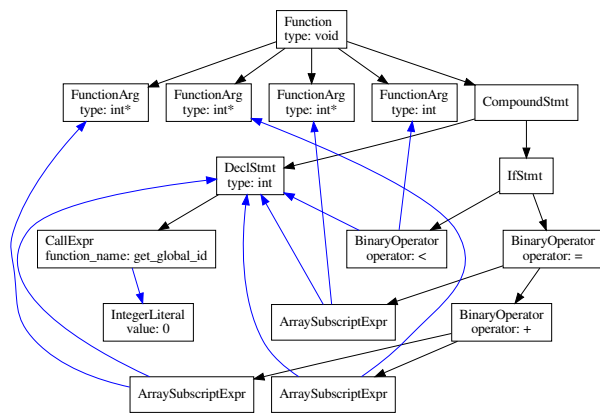 Function
type: void
FunctionArg
type: int*
FunctionArg
type: int*
FunctionArg
type: int*
FunctionArg
type: int
CompoundStmt
DeclStmt
type: int
IfStmt
CallExpr
function_name: get_global_id
BinaryOperator
operator: <
BinaryOperator
operator: =
IntegerLiteral
value: 0
ArraySubscriptExpr
BinaryOperator
operator: +
ArraySubscriptExpr
ArraySubscriptExpr